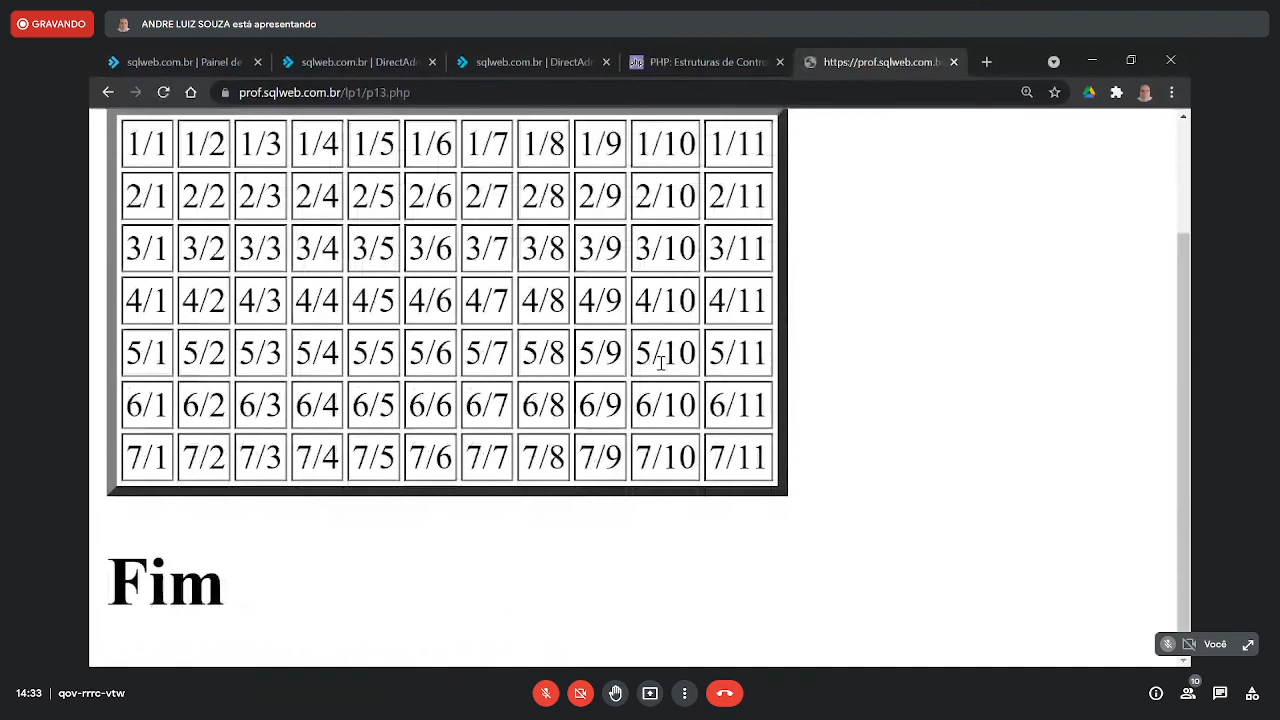 GRAVANDO
ANDRE LUIZ SOUZA está apresentando
sqlweb.com.br | Painel de
sqlweb.com.br | DirectAdm
sqlweb.com.br | DirectAdm
php PHP: Estruturas de Contro
https://prof.sqlweb.com.b
prof.sqlweb.com.br/lp1/p13.php
1/1 1/2 1/3 1/4 1/5 1/6 1/7 1/8 1/9 1/10 1/11
2/1 2/2 2/3 2/4 2/5 2/6 2/7 2/8 2/9 2/10 2/11
3/1 3/2 3/3 3/4 3/5 3/6 3/7 3/8 3/9 3/10 3/11
4/1 4/2 4/3 4/4 4/5 4/6 4/7 4/8 4/9 4/10 4/11
5/1 5/2 5/3 5/4 5/5 5/6 5/7 5/8 5/9 5/10 5/11
6/1 6/2 6/3 6/4 6/5 6/6 6/7 6/8 6/9 6/10 6/11
7/1 7/2 7/3 7/4 7/5 7/6 7/7 7/8 7/9 7/10 7/11
Fim
Você
14:33 | qov-rrrc-vtw
10